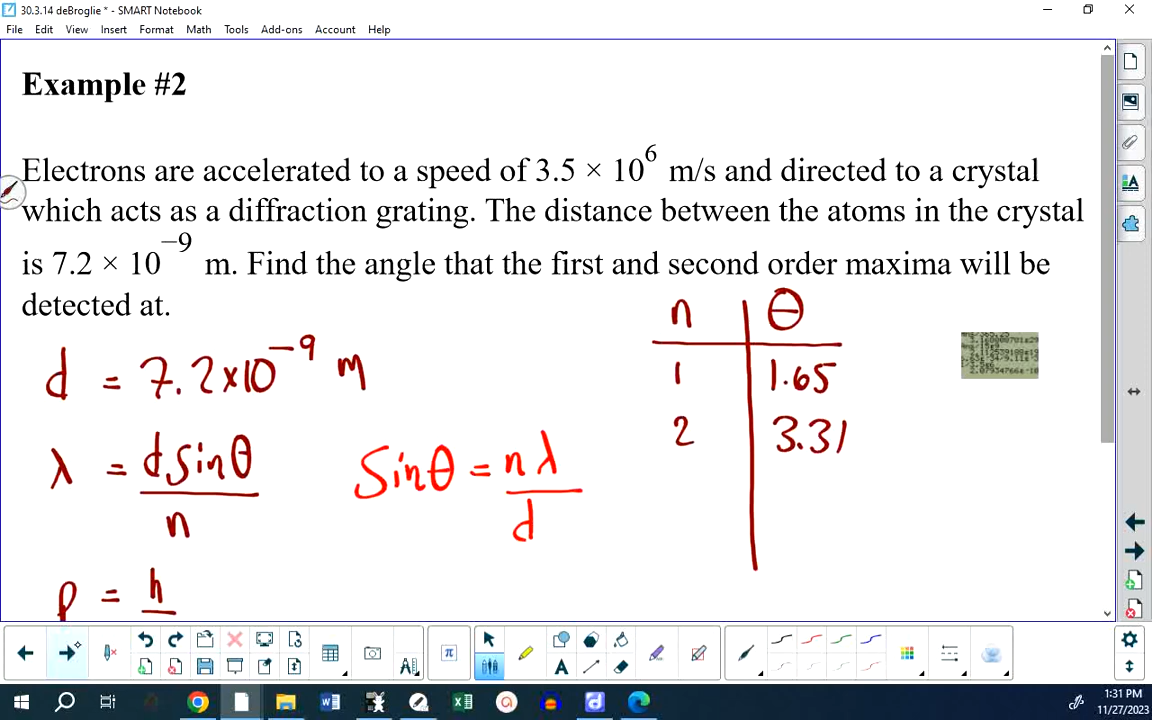 30.3.14 deBroglie * - SMART Notebook
File Edit View Insert Format Math Tools Add-ons Account Help
Example #2
Electrons are accelerated to a speed of 3.5 × 10⁶ m/s and directed to a crystal
which acts as a diffraction grating. The distance between the atoms in the crystal
is 7.2 × 10⁻⁹ m. Find the angle that the first and second order maxima will be
detected at.
n θ
d = 7.2×10⁻⁹ m
1 1.65
2 3.31
λ = dsinθ / n
sinθ = nλ / d
p = h
1:31 PM
11/27/2023